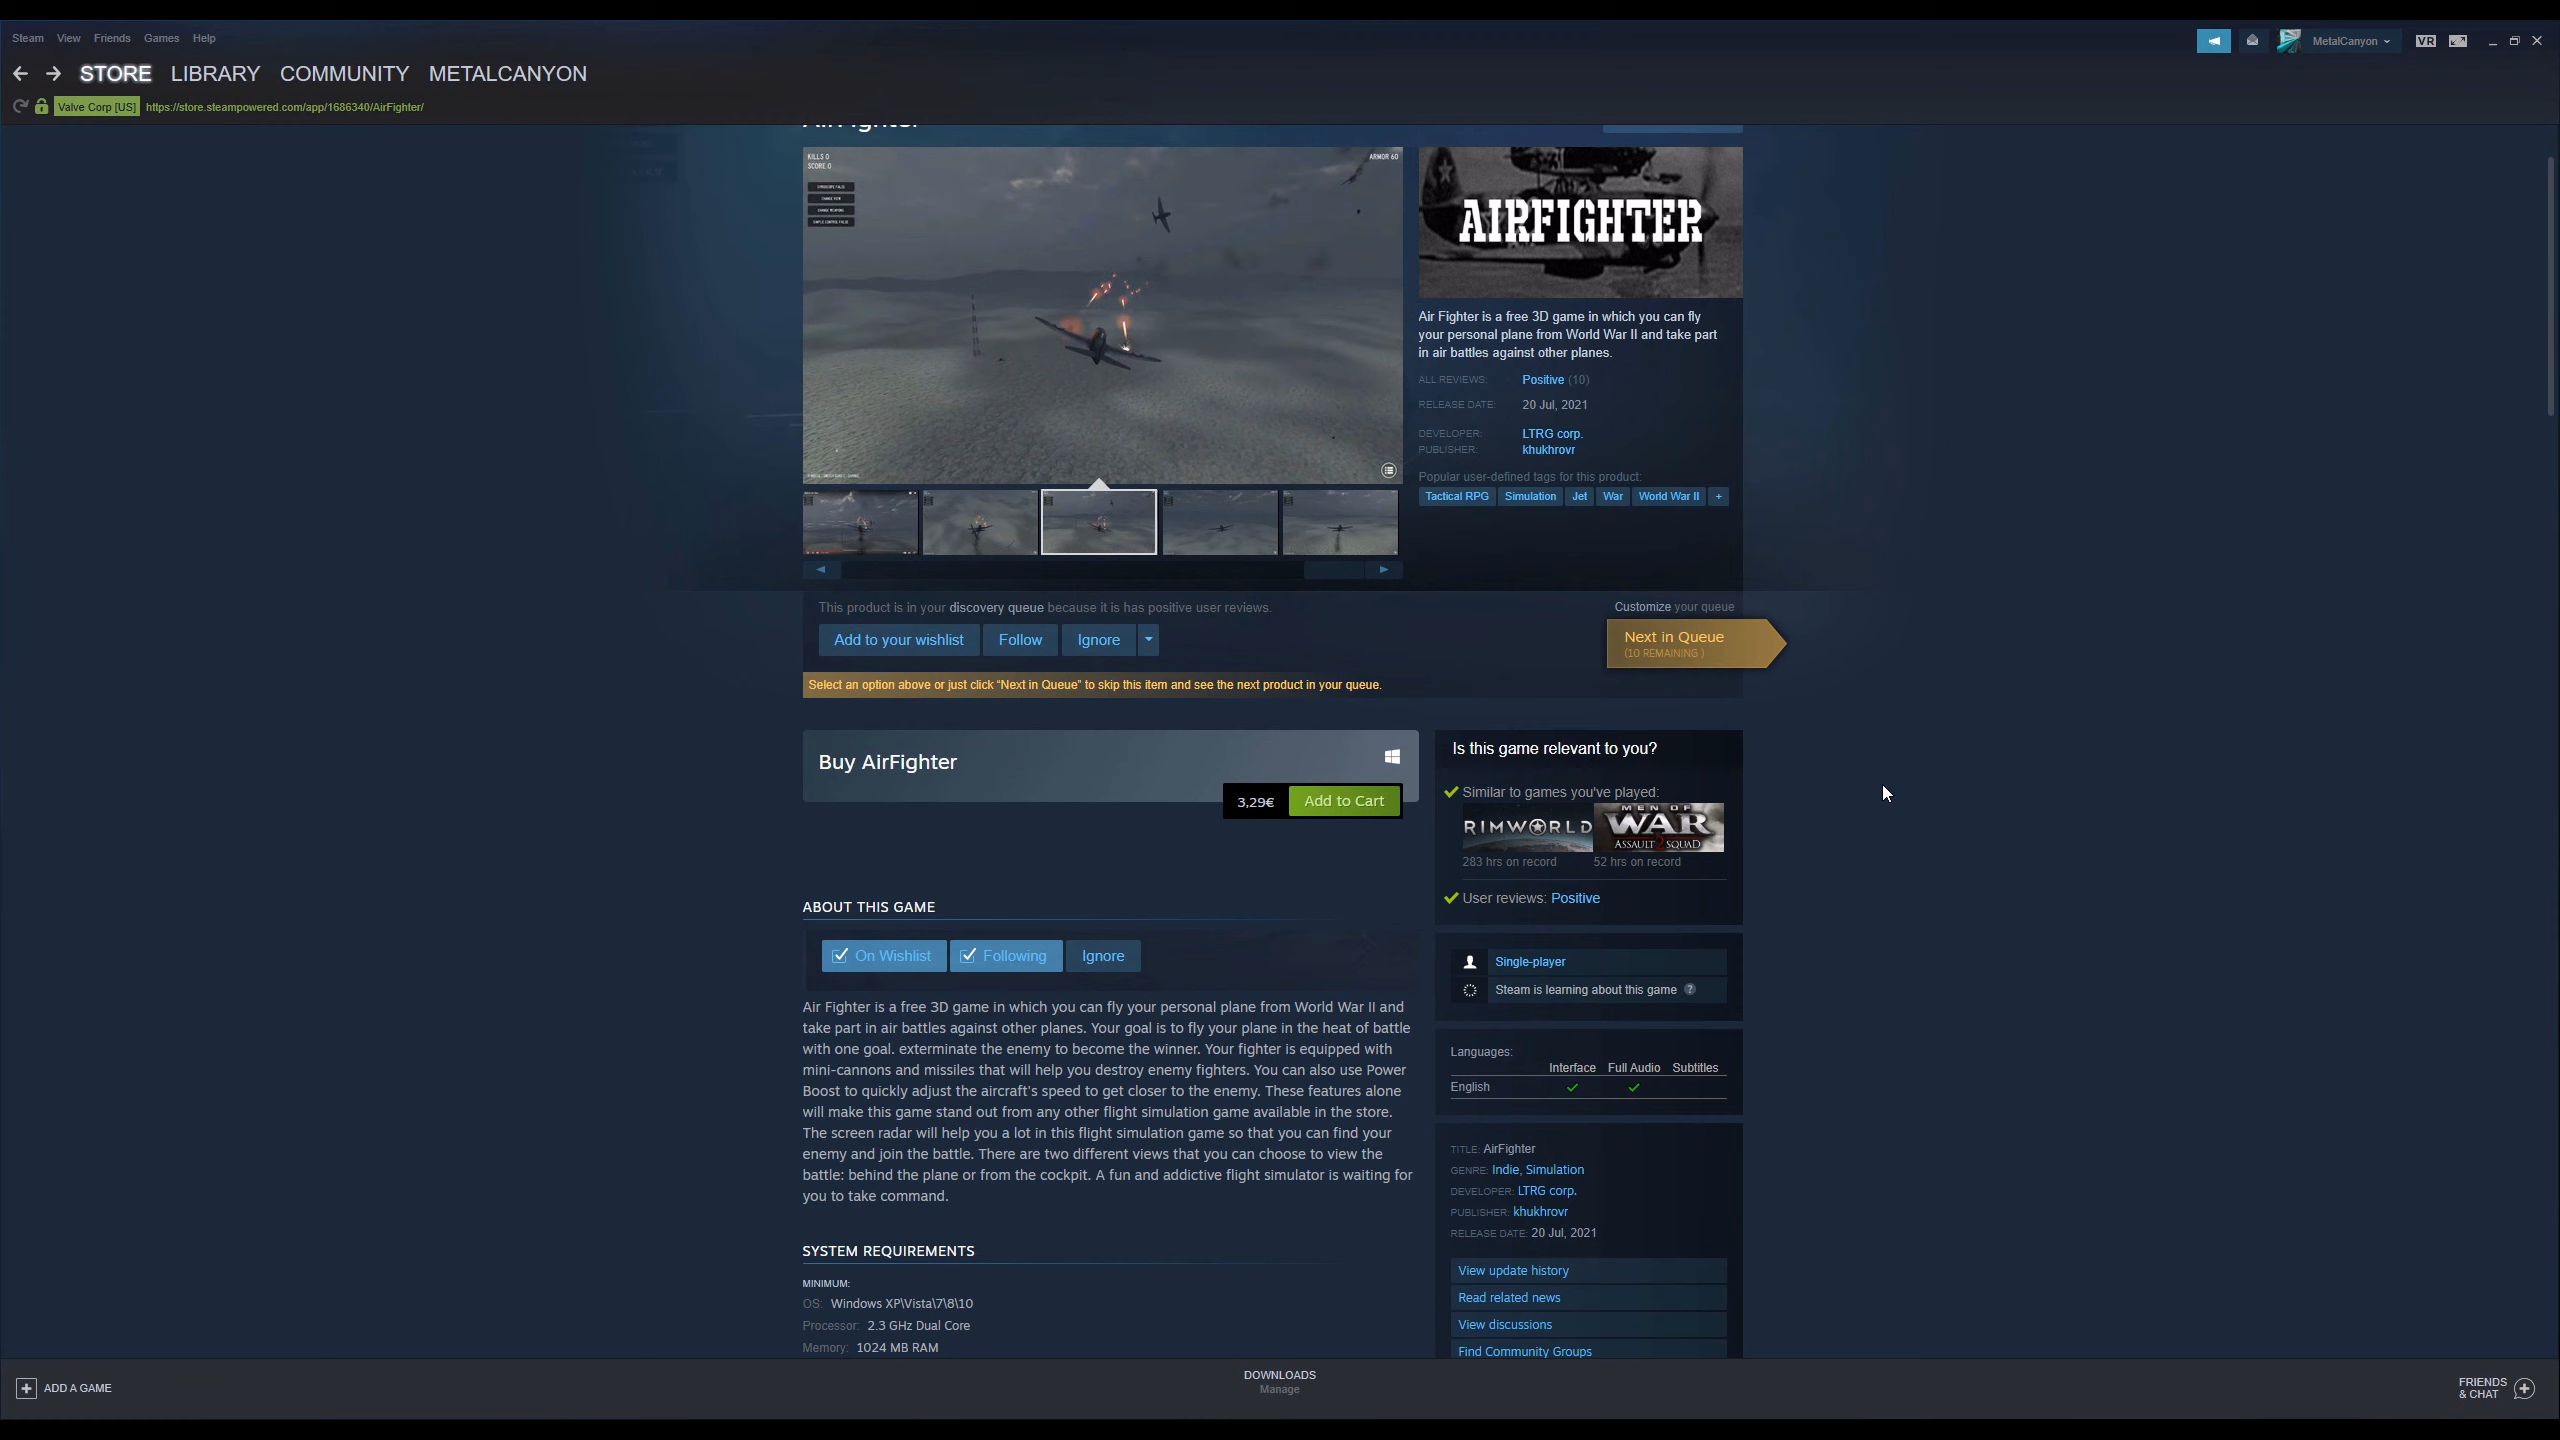 Steam View Friends Games Help
MetalCanyon
VR
STORE LIBRARY COMMUNITY METALCANYON
Valve Corp [US] https://store.steampowered.com/app/1686340/AirFighter/
AirFighter
KILLS 0
SCORE 0
ARMOR 60
CHANGE VIEW
CHANGE WEAPONS
AIRFIGHTER
Air Fighter is a free 3D game in which you can fly
your personal plane from World War II and take part
in air battles against other planes.
ALL REVIEWS: Positive (10)
RELEASE DATE: 20 Jul, 2021
DEVELOPER: LTRG corp.
PUBLISHER: khukhrovr
Popular user-defined tags for this product:
Tactical RPG Simulation Jet War World War II +
This product is in your discovery queue because it is has positive user reviews.
Customize your queue
Add to your wishlist Follow Ignore
Next in Queue
(10 REMAINING )
Select an option above or just click “Next in Queue” to skip this item and see the next product in your queue.
Buy AirFighter
3,29€ Add to Cart
Is this game relevant to you?
Similar to games you've played:
RIMWORLD
MEN OF WAR ASSAULT SQUAD 2
283 hrs on record 52 hrs on record
User reviews: Positive
ABOUT THIS GAME
On Wishlist Following Ignore
Air Fighter is a free 3D game in which you can fly your personal plane from World War II and
take part in air battles against other planes. Your goal is to fly your plane in the heat of battle
with one goal. exterminate the enemy to become the winner. Your fighter is equipped with
mini-cannons and missiles that will help you destroy enemy fighters. You can also use Power
Boost to quickly adjust the aircraft's speed to get closer to the enemy. These features alone
will make this game stand out from any other flight simulation game available in the store.
The screen radar will help you a lot in this flight simulation game so that you can find your
enemy and join the battle. There are two different views that you can choose to view the
battle: behind the plane or from the cockpit. A fun and addictive flight simulator is waiting for
you to take command.
SYSTEM REQUIREMENTS
MINIMUM:
OS: Windows XP\Vista\7\8\10
Processor: 2.3 GHz Dual Core
Memory: 1024 MB RAM
Single-player
Steam is learning about this game ?
Languages:
Interface Full Audio Subtitles
English
TITLE: AirFighter
GENRE: Indie, Simulation
DEVELOPER: LTRG corp.
PUBLISHER: khukhrovr
RELEASE DATE: 20 Jul, 2021
View update history
Read related news
View discussions
Find Community Groups
ADD A GAME
DOWNLOADS
Manage
FRIENDS
& CHAT